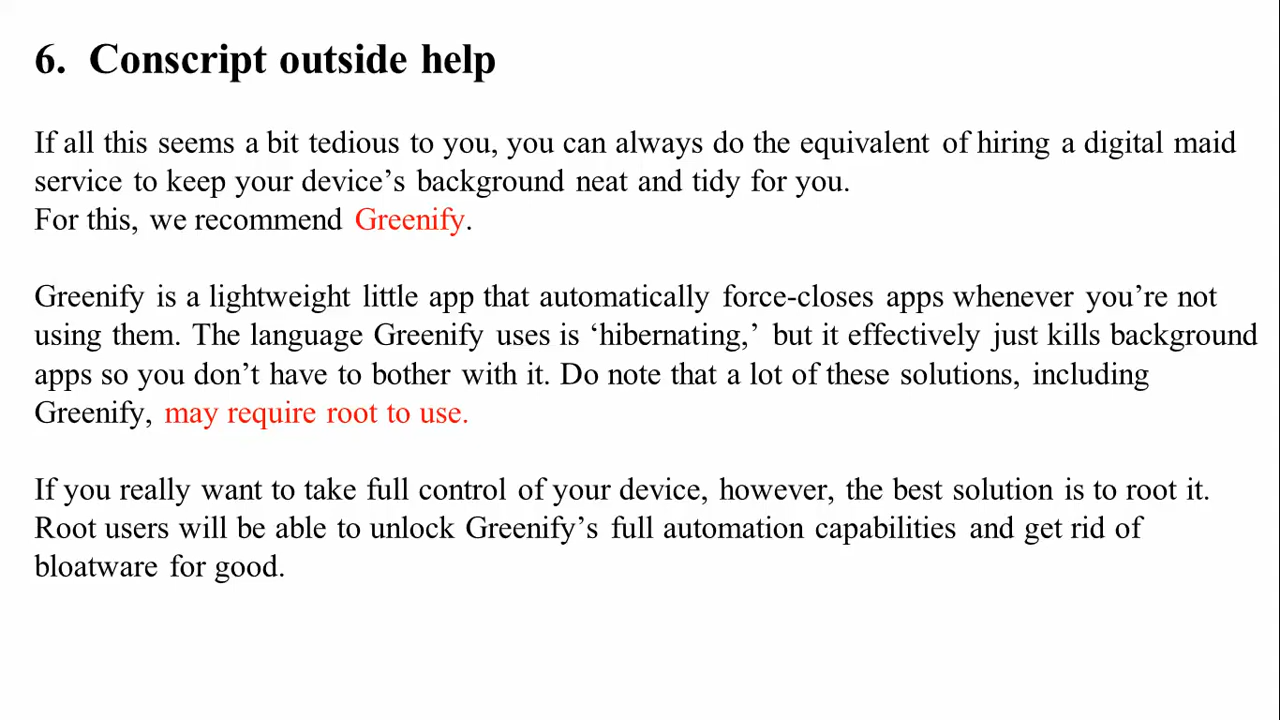 6. Conscript outside help
If all this seems a bit tedious to you, you can always do the equivalent of hiring a digital maid
service to keep your device’s background neat and tidy for you.
For this, we recommend Greenify.
Greenify is a lightweight little app that automatically force-closes apps whenever you’re not
using them. The language Greenify uses is ‘hibernating,’ but it effectively just kills background
apps so you don’t have to bother with it. Do note that a lot of these solutions, including
Greenify, may require root to use.
If you really want to take full control of your device, however, the best solution is to root it.
Root users will be able to unlock Greenify’s full automation capabilities and get rid of
bloatware for good.